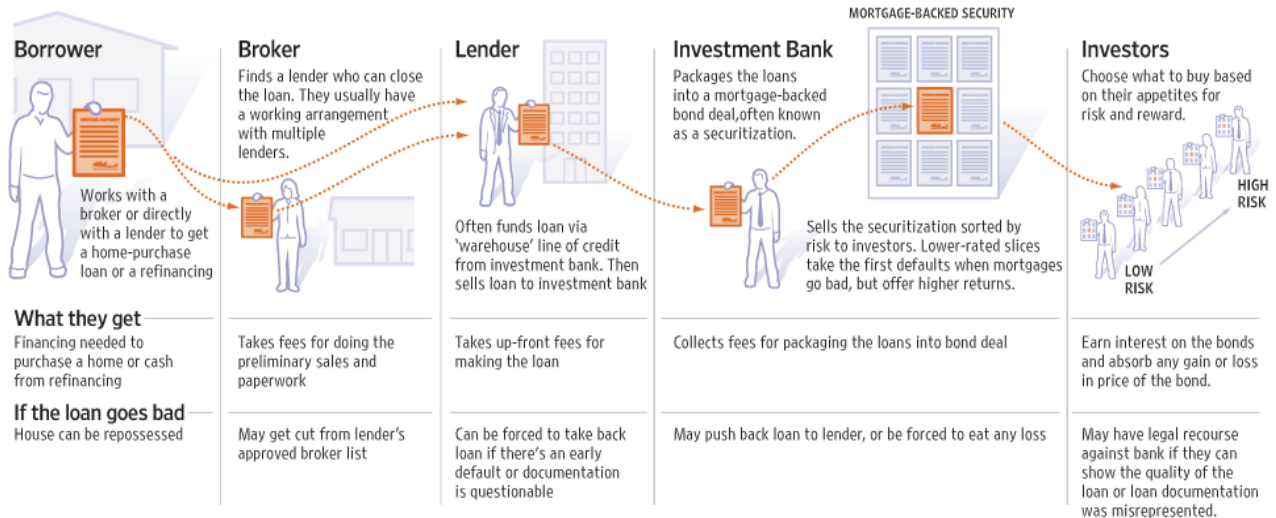 MORTGAGE-BACKED SECURITY
Borrower
Works with a
broker or directly
with a lender to get
a home-purchase
loan or a refinancing
Broker
Finds a lender who can close
the loan. They usually have
a working arrangement
with multiple
lenders.
Lender
Often funds loan via
'warehouse' line of credit
from investment bank. Then
sells loan to investment bank
Investment Bank
Packages the loans
into a mortgage-backed
bond deal,often known
as a securitization.
Sells the securitization sorted by
risk to investors. Lower-rated slices
take the first defaults when mortgages
go bad, but offer higher returns.
Investors
Choose what to buy based
on their appetites for
risk and reward.
HIGH
RISK
LOW
RISK
What they get
Financing needed to
purchase a home or cash
from refinancing
Takes fees for doing the
preliminary sales and
paperwork
Takes up-front fees for
making the loan
Collects fees for packaging the loans into bond deal
Earn interest on the bonds
and absorb any gain or loss
in price of the bond.
If the loan goes bad
House can be repossessed
May get cut from lender's
approved broker list
Can be forced to take back
loan if there's an early
default or documentation
is questionable
May push back loan to lender, or be forced to eat any loss
May have legal recourse
against bank if they can
show the quality of the
loan or loan documentation
was misrepresented.